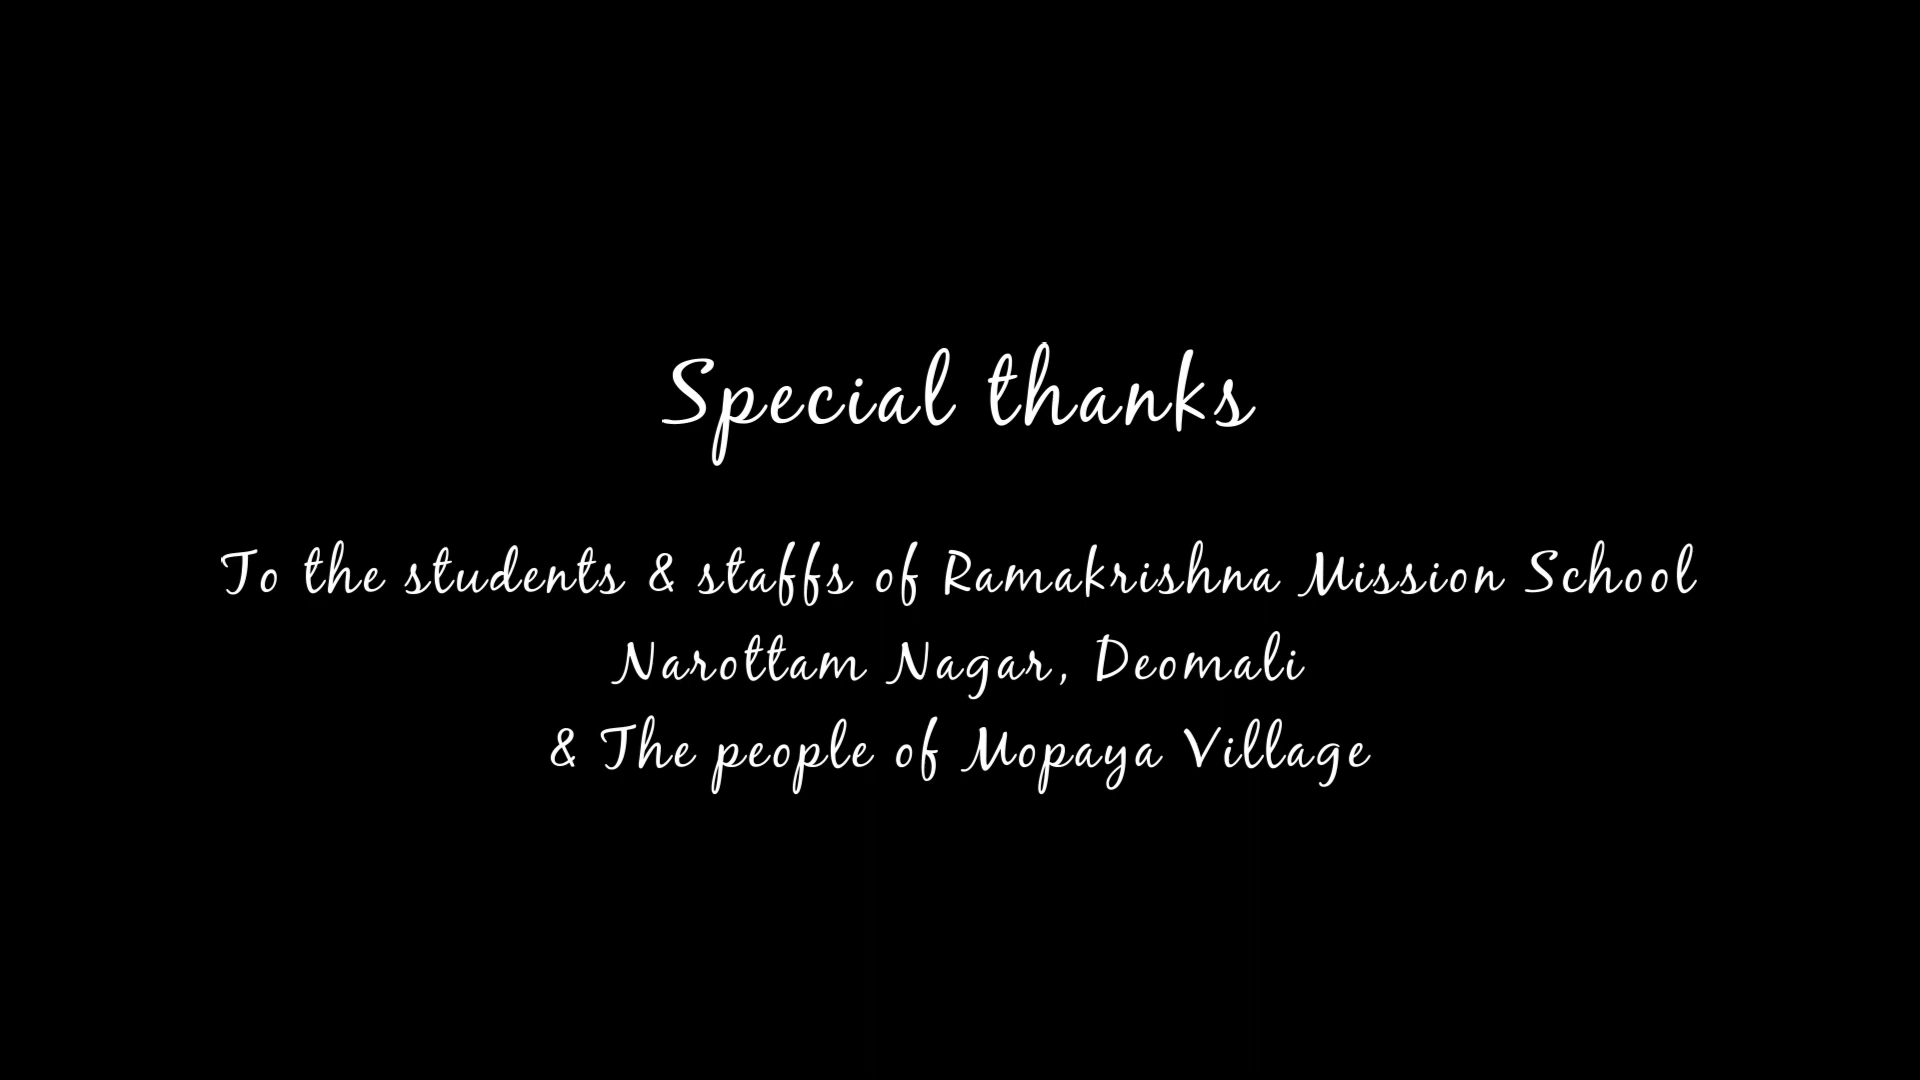 Special thanks
To the students & staffs of Ramakrishna Mission School
Narottam Nagar, Deomali
& The people of Mopaya Village